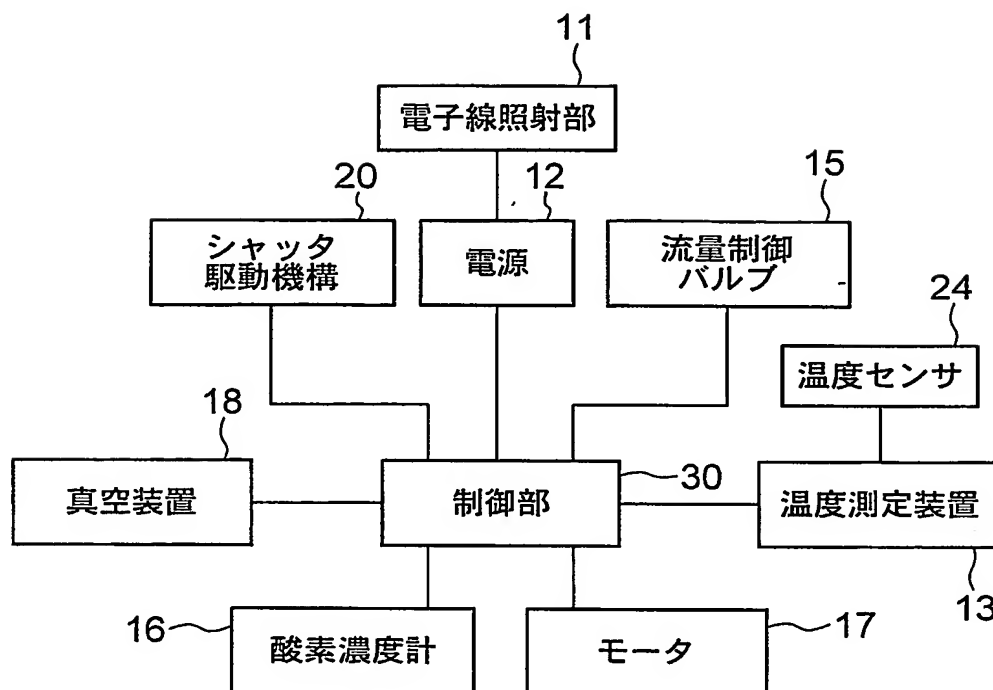 11
電子線照射部
20
12
15
シャッタ
駆動機構
電源
流量制御
バルブ
24
温度センサ
18
30
真空装置
制御部
温度測定装置
13
16
酸素濃度計
モータ
17